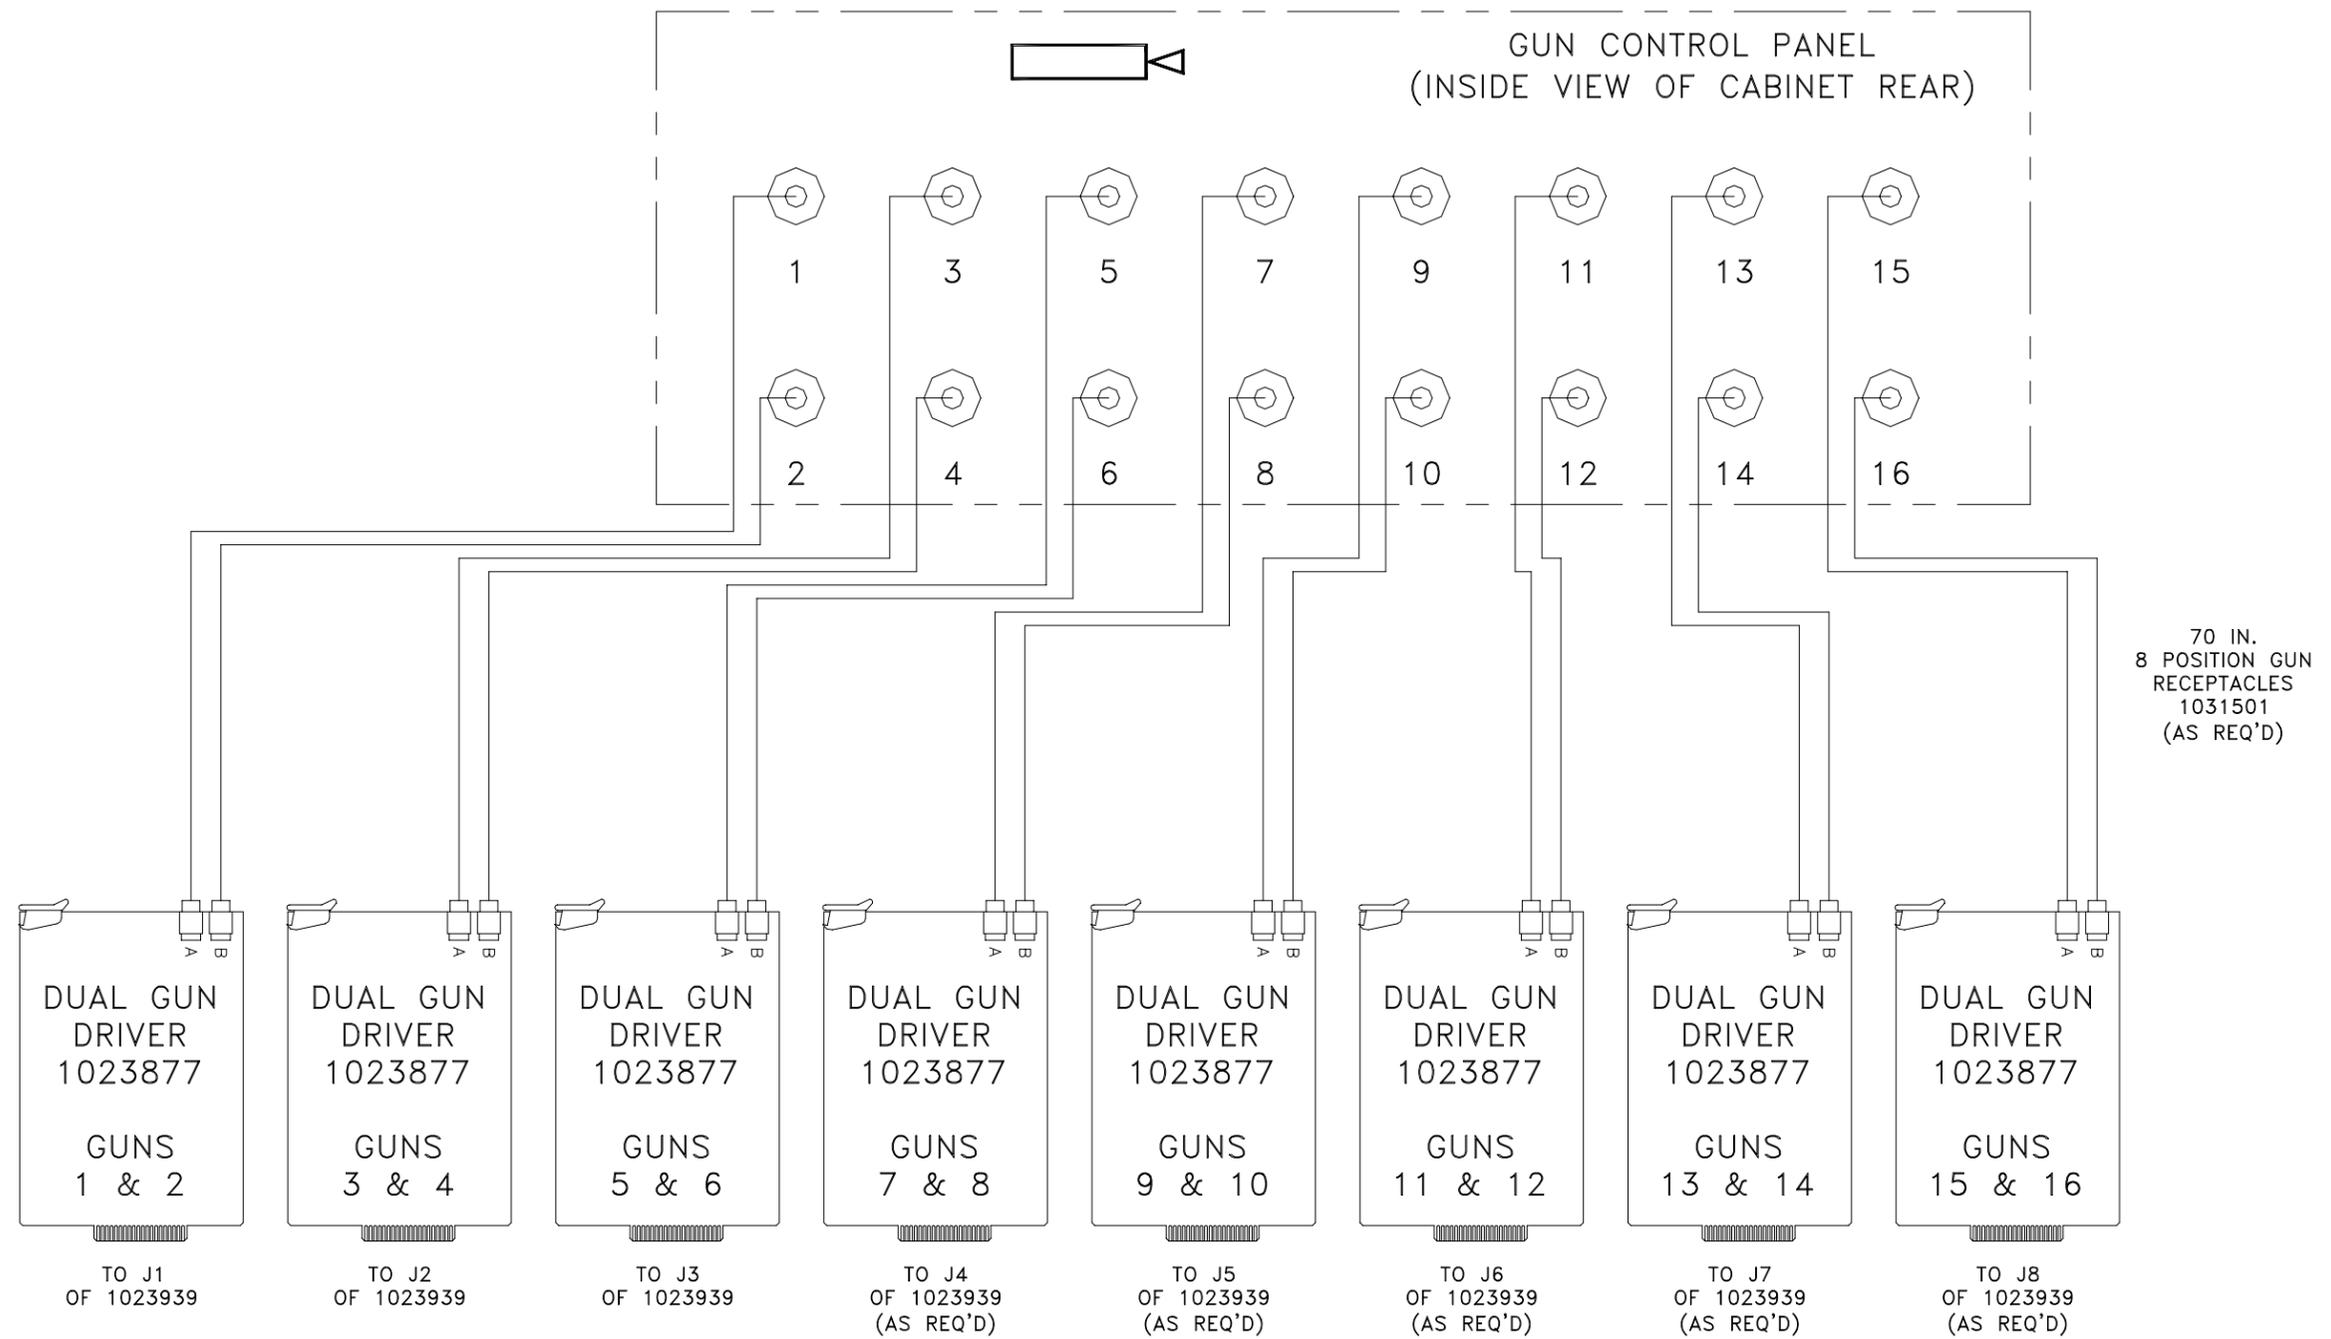 GUN CONTROL PANEL
(INSIDE VIEW OF CABINET REAR)
1 3 5 7 9 11 13 15
2 4 6 8 10 12 14 16
70 IN.
8 POSITION GUN
RECEPTACLES
1031501
(AS REQ'D)
A B
DUAL GUN
DRIVER
1023877
GUNS
1 & 2
TO J1
OF 1023939
A B
DUAL GUN
DRIVER
1023877
GUNS
3 & 4
TO J2
OF 1023939
A B
DUAL GUN
DRIVER
1023877
GUNS
5 & 6
TO J3
OF 1023939
A B
DUAL GUN
DRIVER
1023877
GUNS
7 & 8
TO J4
OF 1023939
(AS REQ'D)
A B
DUAL GUN
DRIVER
1023877
GUNS
9 & 10
TO J5
OF 1023939
(AS REQ'D)
A B
DUAL GUN
DRIVER
1023877
GUNS
11 & 12
TO J6
OF 1023939
(AS REQ'D)
A B
DUAL GUN
DRIVER
1023877
GUNS
13 & 14
TO J7
OF 1023939
(AS REQ'D)
A B
DUAL GUN
DRIVER
1023877
GUNS
15 & 16
TO J8
OF 1023939
(AS REQ'D)